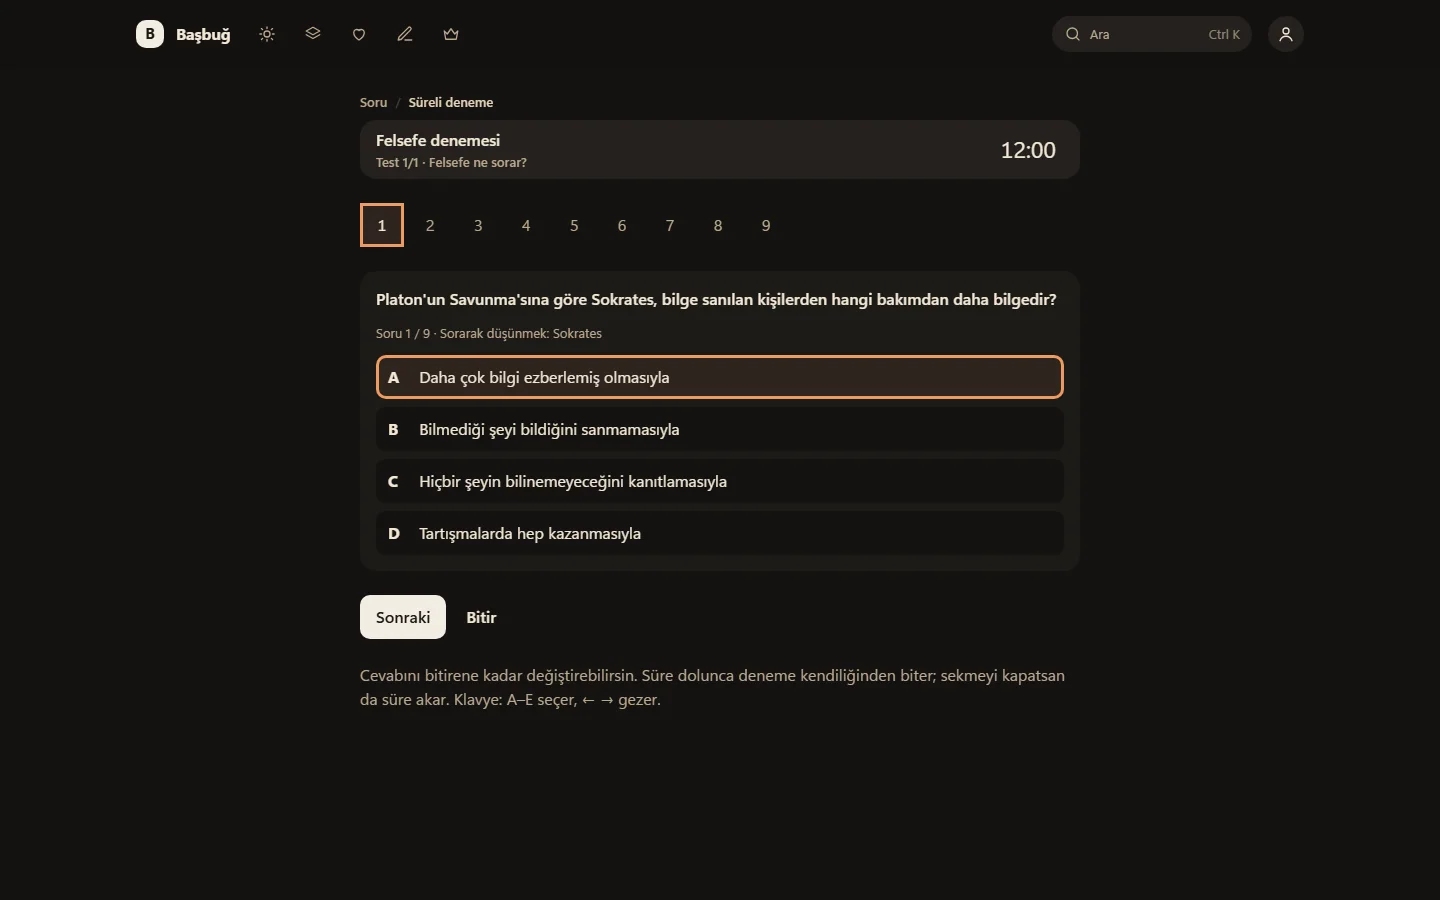 B Başbuğ
Ara Ctrl K
Soru / Süreli deneme
Felsefe denemesi
Test 1/1 · Felsefe ne sorar?
12:00
1 2 3 4 5 6 7 8 9
Platon'un Savunma'sına göre Sokrates, bilge sanılan kişilerden hangi bakımdan daha bilgedir?
Soru 1 / 9 · Sorarak düşünmek: Sokrates
A Daha çok bilgi ezberlemiş olmasıyla
B Bilmediği şeyi bildiğini sanmamasıyla
C Hiçbir şeyin bilinemeyeceğini kanıtlamasıyla
D Tartışmalarda hep kazanmasıyla
Sonraki Bitir
Cevabını bitirene kadar değiştirebilirsin. Süre dolunca deneme kendiliğinden biter; sekmeyi kapatsan
da süre akar. Klavye: A–E seçer, ← → gezer.